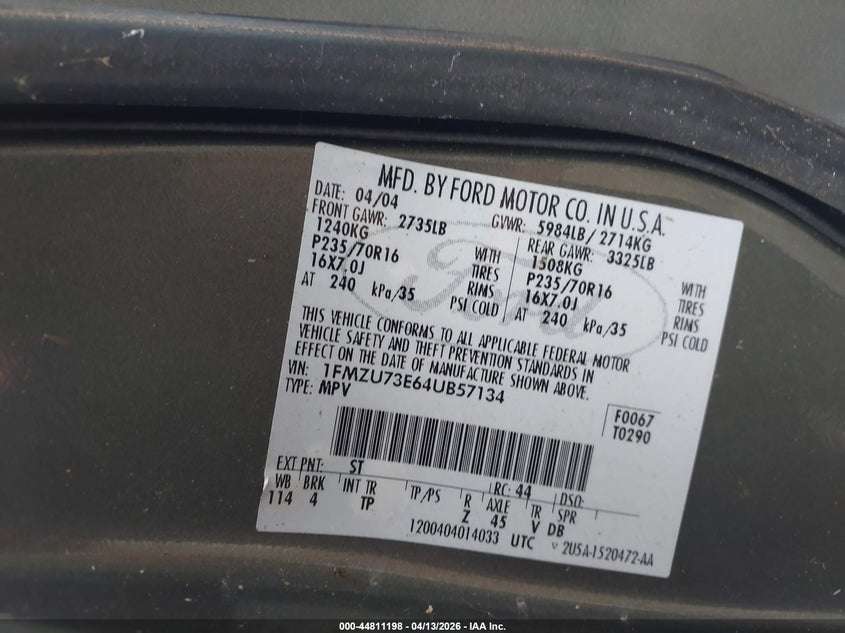 MFD. BY FORD MOTOR CO. IN U.S.A.
DATE: 04/04 GVWR: 5984LB/ 2714KG
FRONT GAWR: 2735LB REAR GAWR: 3325LB
1240KG WITH 1508KG WITH
P235/70R16 TIRES P235/70R16 TIRES
16X7.0J RIMS 16X7.0J RIMS
AT 240 kPa/35 PSI COLD AT 240 kPa/35 PSI COLD
Ford
THIS VEHICLE CONFORMS TO ALL APPLICABLE FEDERAL MOTOR
VEHICLE SAFETY AND THEFT PREVENTION STANDARDS IN
EFFECT ON THE DATE OF MANUFACTURE SHOWN ABOVE.
VIN: 1FMZU73E64UB57134
TYPE: MPV
F0067
T0290
EXT PNT: ST RC: 44 DSO:
WB BRK INT TR TP/PS R AXLE TR SPR
114 4 TP Z 45 V DB
1200404014033 UTC ▽ 2U5A-1520472-AA
000-44811198 - 04/13/2026 - IAA Inc.